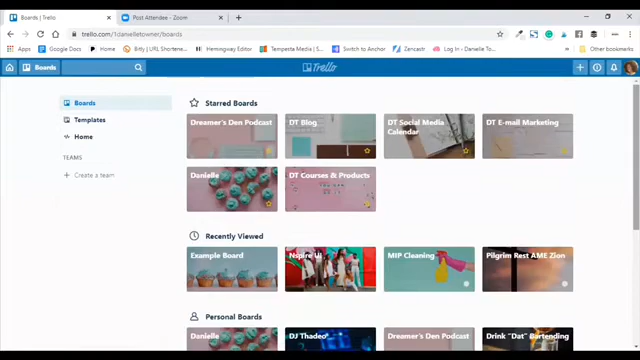 Boards | Trello
Post Attendee - Zoom
trello.com/1danielletowner/boards
Apps
Google Docs
Home
Bitly | URL Shortene...
Hemingway Editor
Tempesta Media | S...
Switch to Anchor
Zencastr
Log In ‹ Danielle To...
Other bookmarks
Boards
Trello
Boards
Templates
Home
TEAMS
Create a team
Starred Boards
Dreamer's Den Podcast
DT Blog
DT Social Media
Calendar
DT E-mail Marketing
Danielle
DT Courses & Products
Recently Viewed
Example Board
Nspire U!
MIP Cleaning
Pilgrim Rest AME Zion
Personal Boards
Danielle
DJ Thadeo
Dreamer's Den Podcast
Drink "Dat" Bartending